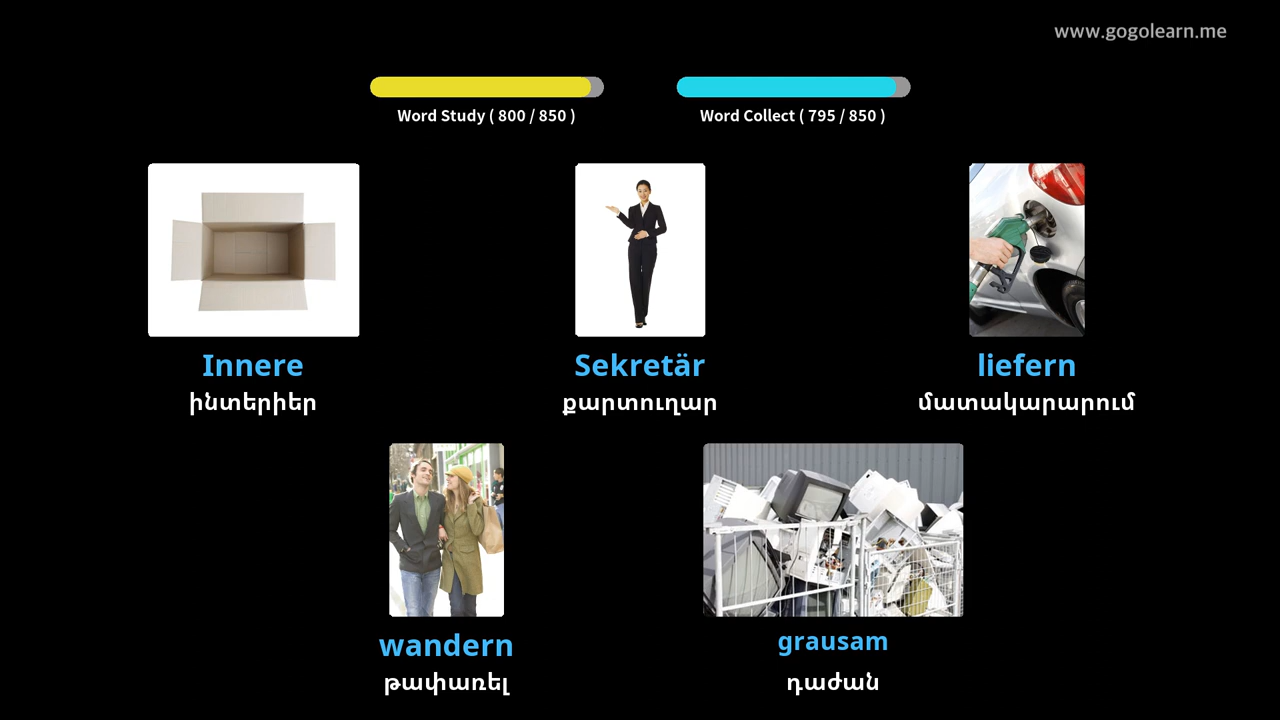 www.gogolearn.me
Word Study ( 800 / 850 )
Word Collect ( 795 / 850 )
Innere
ինտերիեր
Sekretär
քարտուղար
liefern
մատակարարում
wandern
թափառել
grausam
դաժան